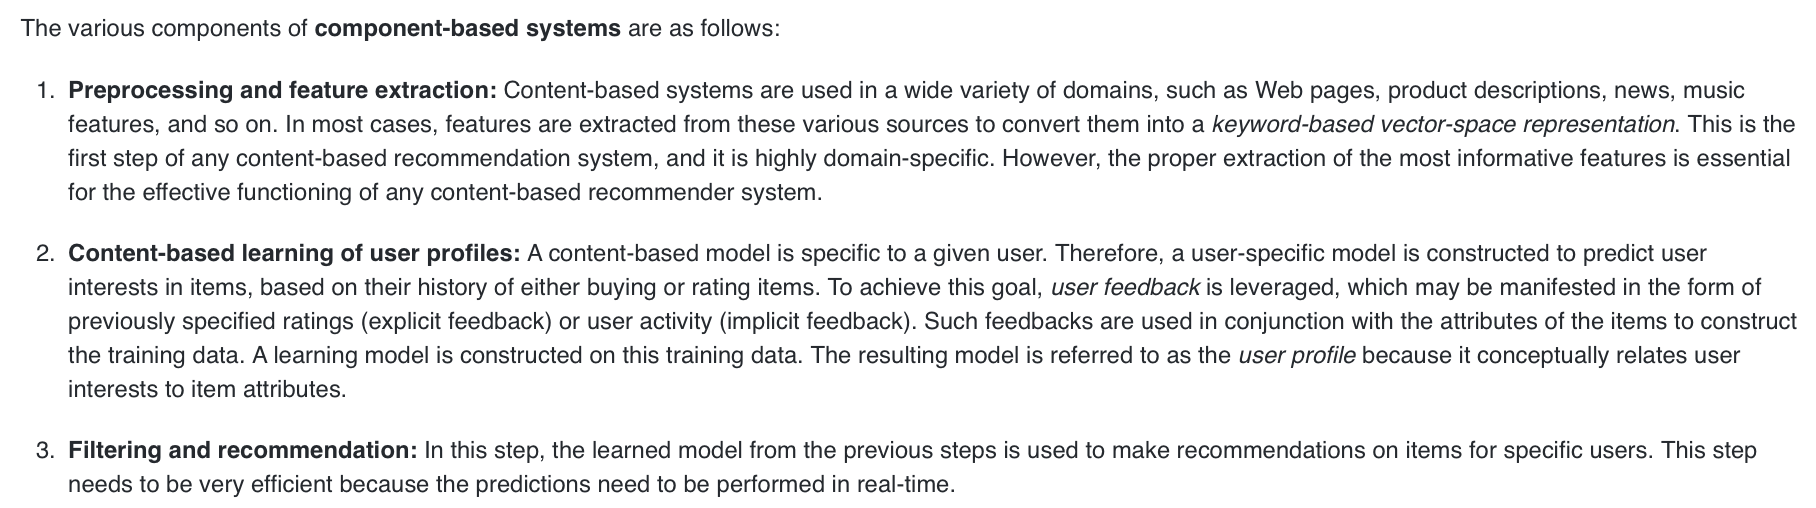 The various components of component-based systems are as follows:
1. Preprocessing and feature extraction: Content-based systems are used in a wide variety of domains, such as Web pages, product descriptions, news, music
features, and so on. In most cases, features are extracted from these various sources to convert them into a keyword-based vector-space representation. This is the
first step of any content-based recommendation system, and it is highly domain-specific. However, the proper extraction of the most informative features is essential
for the effective functioning of any content-based recommender system.
2. Content-based learning of user profiles: A content-based model is specific to a given user. Therefore, a user-specific model is constructed to predict user
interests in items, based on their history of either buying or rating items. To achieve this goal, user feedback is leveraged, which may be manifested in the form of
previously specified ratings (explicit feedback) or user activity (implicit feedback). Such feedbacks are used in conjunction with the attributes of the items to construct
the training data. A learning model is constructed on this training data. The resulting model is referred to as the user profile because it conceptually relates user
interests to item attributes.
3. Filtering and recommendation: In this step, the learned model from the previous steps is used to make recommendations on items for specific users. This step
needs to be very efficient because the predictions need to be performed in real-time.